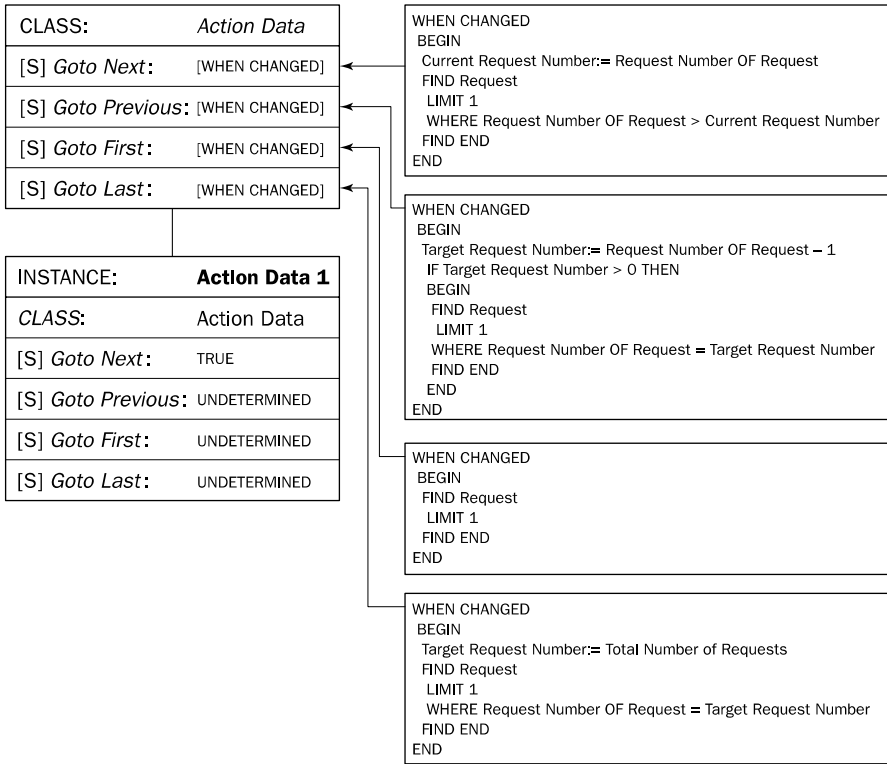 CLASS: Action Data
[S] Goto Next: [WHEN CHANGED]
[S] Goto Previous: [WHEN CHANGED]
[S] Goto First: [WHEN CHANGED]
[S] Goto Last: [WHEN CHANGED]
INSTANCE: Action Data 1
CLASS: Action Data
[S] Goto Next: TRUE
[S] Goto Previous: UNDETERMINED
[S] Goto First: UNDETERMINED
[S] Goto Last: UNDETERMINED
WHEN CHANGED
BEGIN
Current Request Number:= Request Number OF Request
FIND Request
LIMIT 1
WHERE Request Number OF Request > Current Request Number
FIND END
END
WHEN CHANGED
BEGIN
Target Request Number:= Request Number OF Request – 1
IF Target Request Number > 0 THEN
BEGIN
FIND Request
LIMIT 1
WHERE Request Number OF Request = Target Request Number
FIND END
END
END
WHEN CHANGED
BEGIN
FIND Request
LIMIT 1
FIND END
END
WHEN CHANGED
BEGIN
Target Request Number:= Total Number of Requests
FIND Request
LIMIT 1
WHERE Request Number OF Request = Target Request Number
FIND END
END